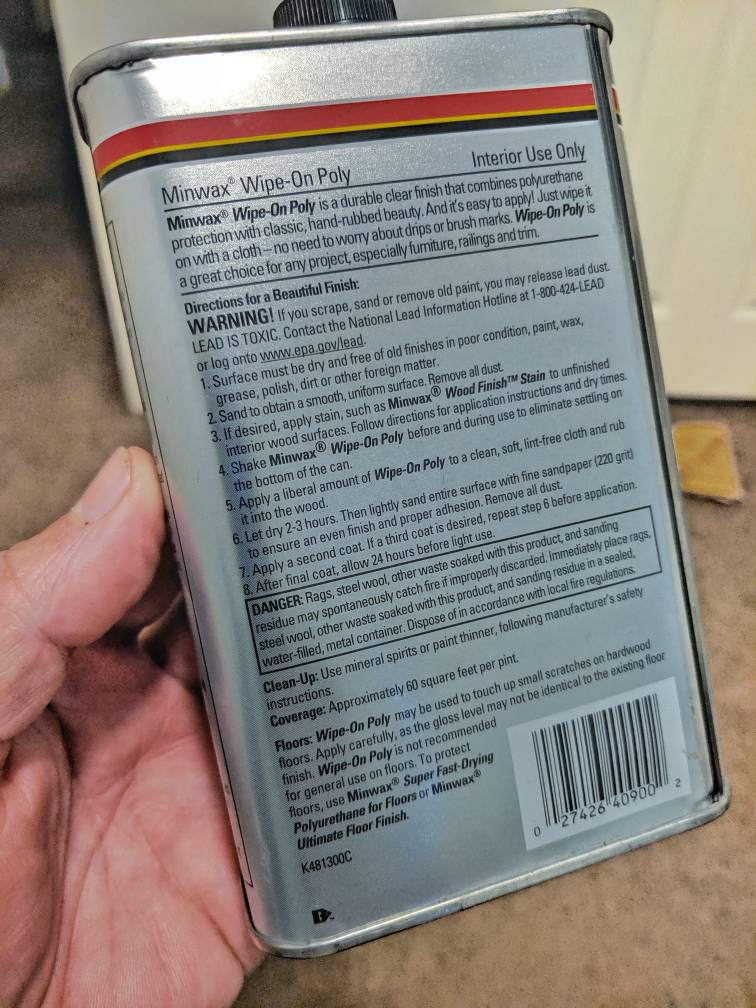 Minwax® Wipe-On Poly Interior Use Only
Minwax® Wipe-On Poly is a durable clear finish that combines polyurethane
protection with classic, hand-rubbed beauty. And it's easy to apply! Just wipe it
on with a cloth—no need to worry about drips or brush marks. Wipe-On Poly is
a great choice for any project, especially furniture, railings and trim.
Directions for a Beautiful Finish:
WARNING! If you scrape, sand or remove old paint, you may release lead dust.
LEAD IS TOXIC. Contact the National Lead Information Hotline at 1-800-424-LEAD
or log onto www.epa.gov/lead.
1. Surface must be dry and free of old finishes in poor condition, paint, wax,
grease, polish, dirt or other foreign matter.
2. Sand to obtain a smooth, uniform surface. Remove all dust.
3. If desired, apply stain, such as Minwax® Wood Finish™ Stain to unfinished
interior wood surfaces. Follow directions for application instructions and dry times.
4. Shake Minwax® Wipe-On Poly before and during use to eliminate settling on
the bottom of the can.
5. Apply a liberal amount of Wipe-On Poly to a clean, soft, lint-free cloth and rub
it into the wood.
6. Let dry 2-3 hours. Then lightly sand entire surface with fine sandpaper (220 grit)
to ensure an even finish and proper adhesion. Remove all dust.
7. Apply a second coat. If a third coat is desired, repeat step 6 before application.
8. After final coat, allow 24 hours before light use.
DANGER: Rags, steel wool, other waste soaked with this product, and sanding
residue may spontaneously catch fire if improperly discarded. Immediately place rags,
steel wool, other waste soaked with this product, and sanding residue in a sealed,
water-filled, metal container. Dispose of in accordance with local fire regulations.
Clean-Up: Use mineral spirits or paint thinner, following manufacturer's safety
instructions.
Coverage: Approximately 60 square feet per pint.
Floors: Wipe-On Poly may be used to touch up small scratches on hardwood
floors. Apply carefully, as the gloss level may not be identical to the existing floor
finish. Wipe-On Poly is not recommended
for general use on floors. To protect
floors, use Minwax® Super Fast-Drying
Polyurethane for Floors or Minwax®
Ultimate Floor Finish.
K481300C
0 27426 40900 2